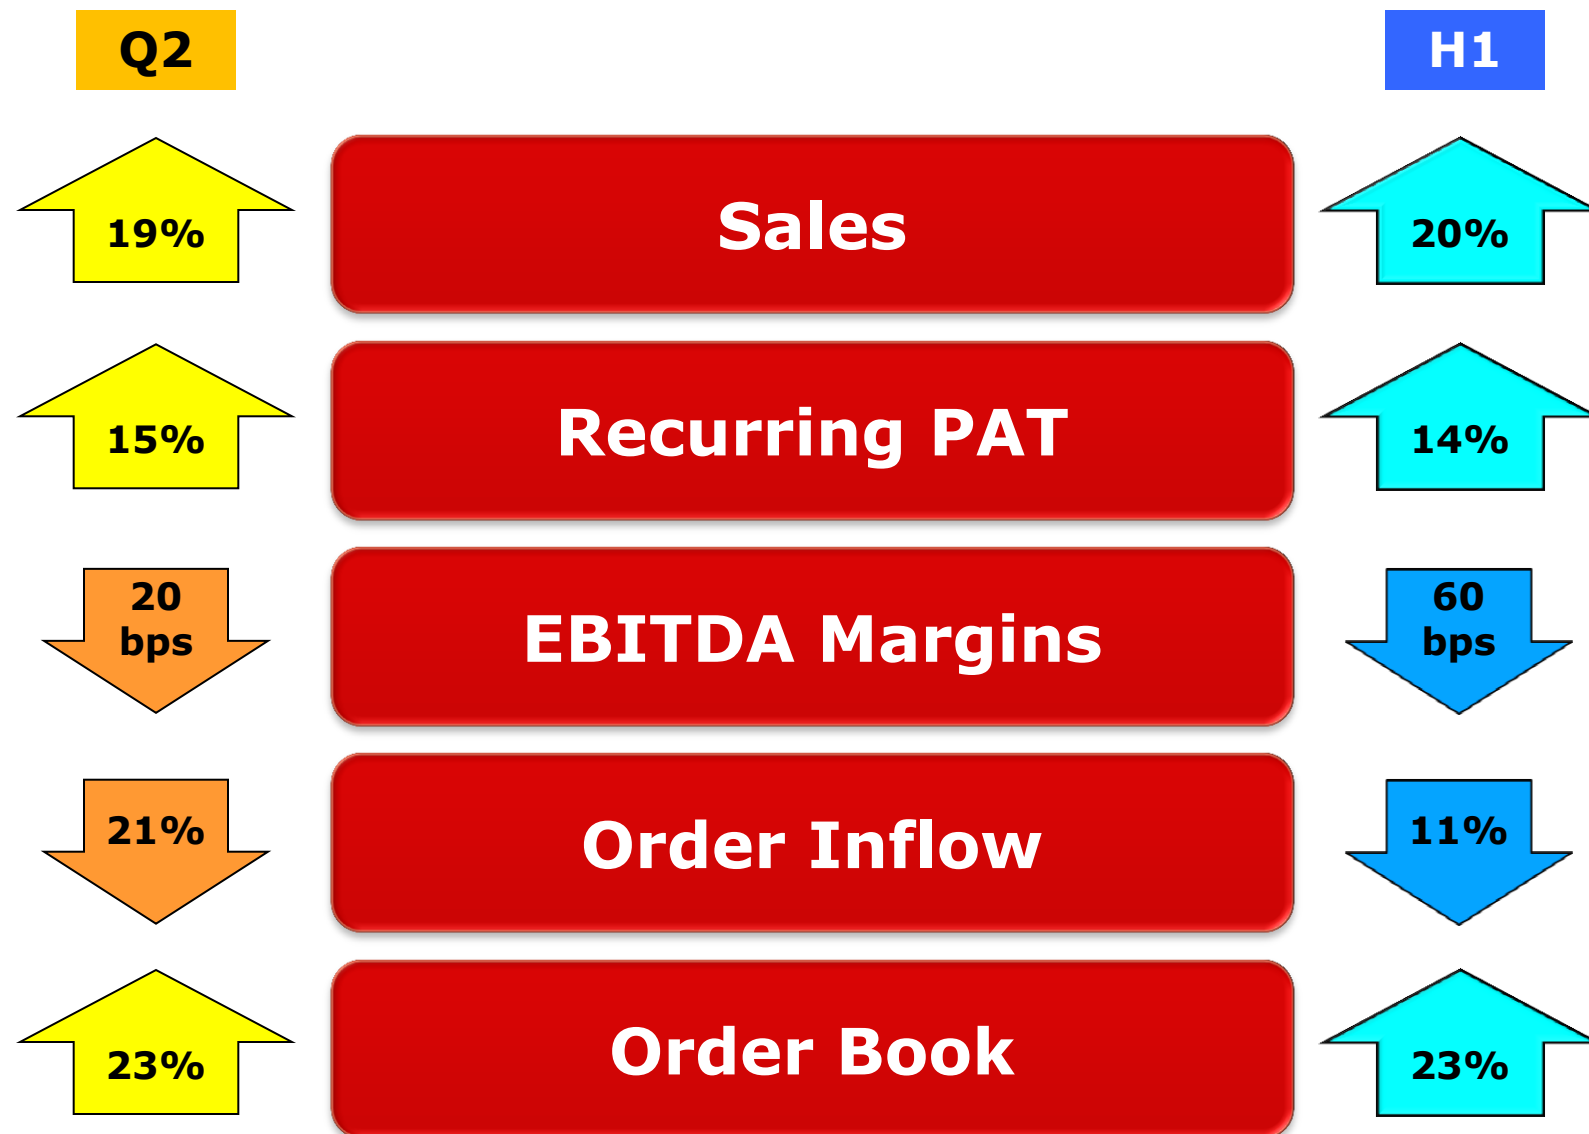 Q2
H1
19%
Sales
20%
15%
Recurring PAT
14%
20
bps
EBITDA Margins
60
bps
21%
Order Inflow
11%
23%
Order Book
23%